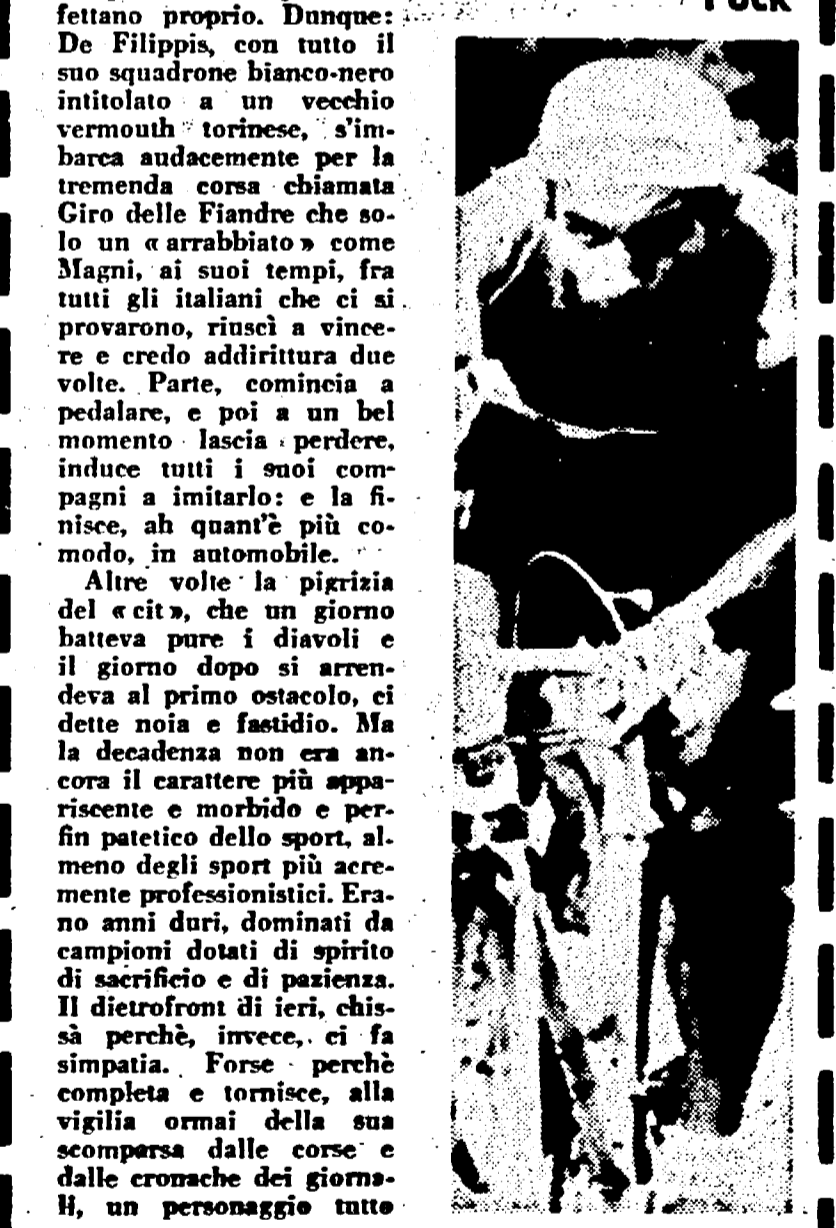 fettano proprio. Dunque:
De Filippis, con tutto il
suo squadrone bianco-nero
intitolato a un vecchio
vermouth torinese, s'im-
barca audacemente per la
tremenda corsa chiamata
Giro delle Fiandre che so-
lo un « arrabbiato » come
Magni, ai suoi tempi, fra
tutti gli italiani che ci si
provarono, riuscì a vince-
re e credo addirittura due
volte. Parte, comincia a
pedalare, e poi a un bel
momento lascia perdere,
induce tutti i suoi com-
pagni a imitarlo: e la fi-
nisce, ah quant'è più co-
modo, in automobile.
Altre volte la pigrizia
del « cit », che un giorno
batteva pure i diavoli e
il giorno dopo si arren-
deva al primo ostacolo, ci
dette noia e fastidio. Ma
la decadenza non era an-
cora il carattere più appa-
riscente e morbido e per-
fin patetico dello sport, al-
meno degli sport più acre-
mente professionistici. Era-
no anni duri, dominati da
campioni dotati di spirito
di sacrificio e di pazienza.
Il dietrofront di ieri, chis-
sà perchè, invece, ci fa
simpatia. Forse perchè
completa e tornisce, alla
vigilia ormai della sua
scomparsa dalle corse e
dalle cronache dei giorna-
li, un personaggio tutto